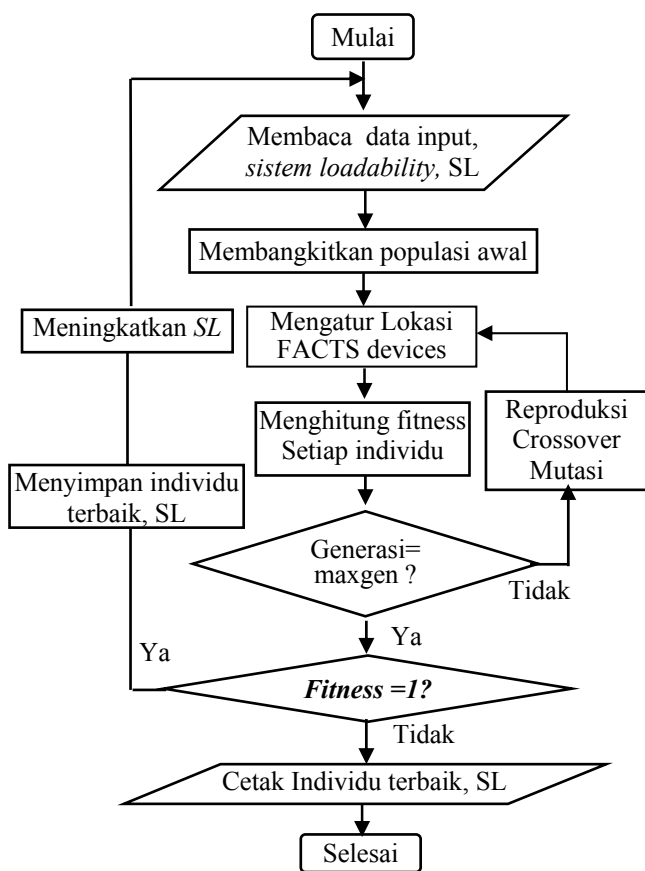 Mulai
Membaca data input,
sistem loadability, SL
Membangkitkan populasi awal
Meningkatkan SL
Mengatur Lokasi
FACTS devices
Reproduksi
Crossover
Mutasi
Menghitung fitness
Setiap individu
Menyimpan individu
terbaik, SL
Generasi=
maxgen ?
Tidak
Ya
Ya
Fitness =1?
Tidak
Cetak Individu terbaik, SL
Selesai